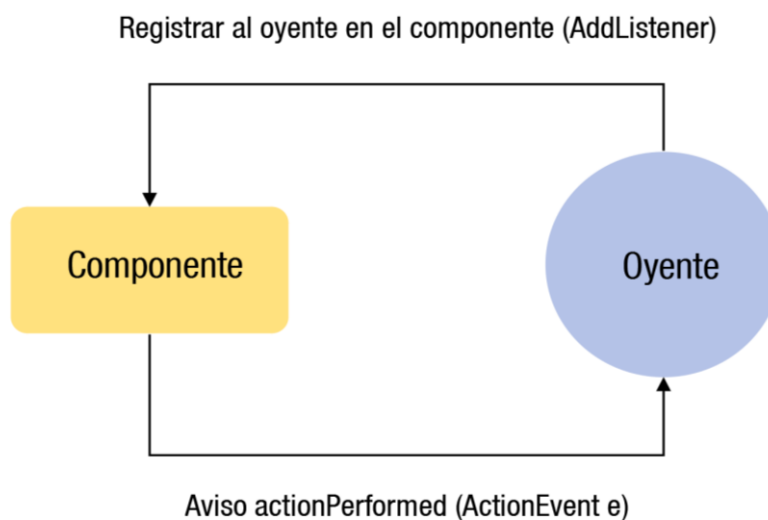 Registrar al oyente en el componente (AddListener)
Componente
Oyente
Aviso actionPerformed (ActionEvent e)